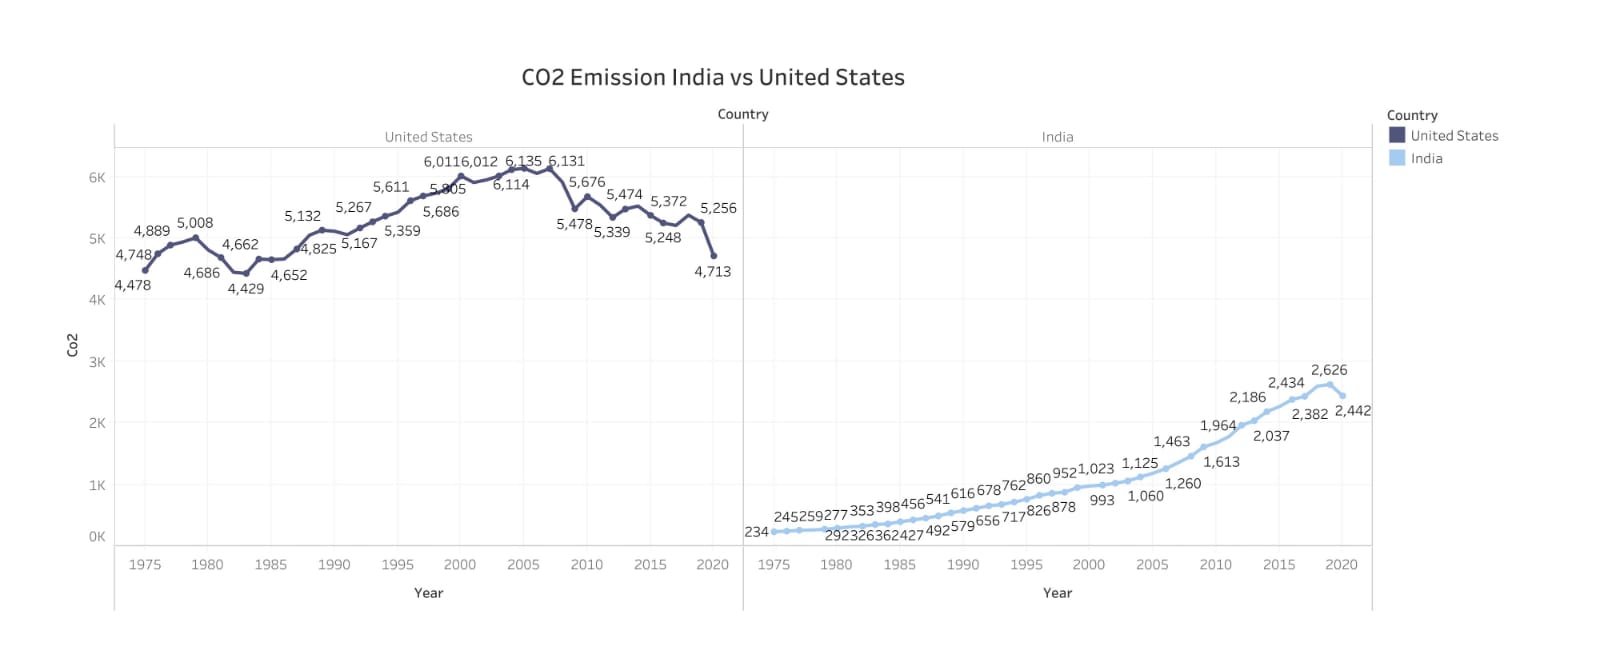 CO2 Emission India vs United States
Country
United States
India
Country
United States
India
6,011 6,012 6,135 6,131
6K
5,611 5,805 5,676
5,474
5,132 5,267 5,686 6,114 5,372 5,256
4,889 5,008
5K
4,748 4,662 4,825 5,167 5,359 5,478 5,339 5,248
4,686 4,652 4,713
4,478 4,429
4K
Co2
3K
2,626
2,434
2,186 2,382 2,442
2K
1,964 2,037
1,463
1,613
1,125
1,023 1,260
952
1K
860 993 1,060
762
678 878
616 826
541 717
456 656
398 579
353 492
234 245 259 277
0K
292 326 362 427
1975 1980 1985 1990 1995 2000 2005 2010 2015 2020 1975 1980 1985 1990 1995 2000 2005 2010 2015 2020
Year Year